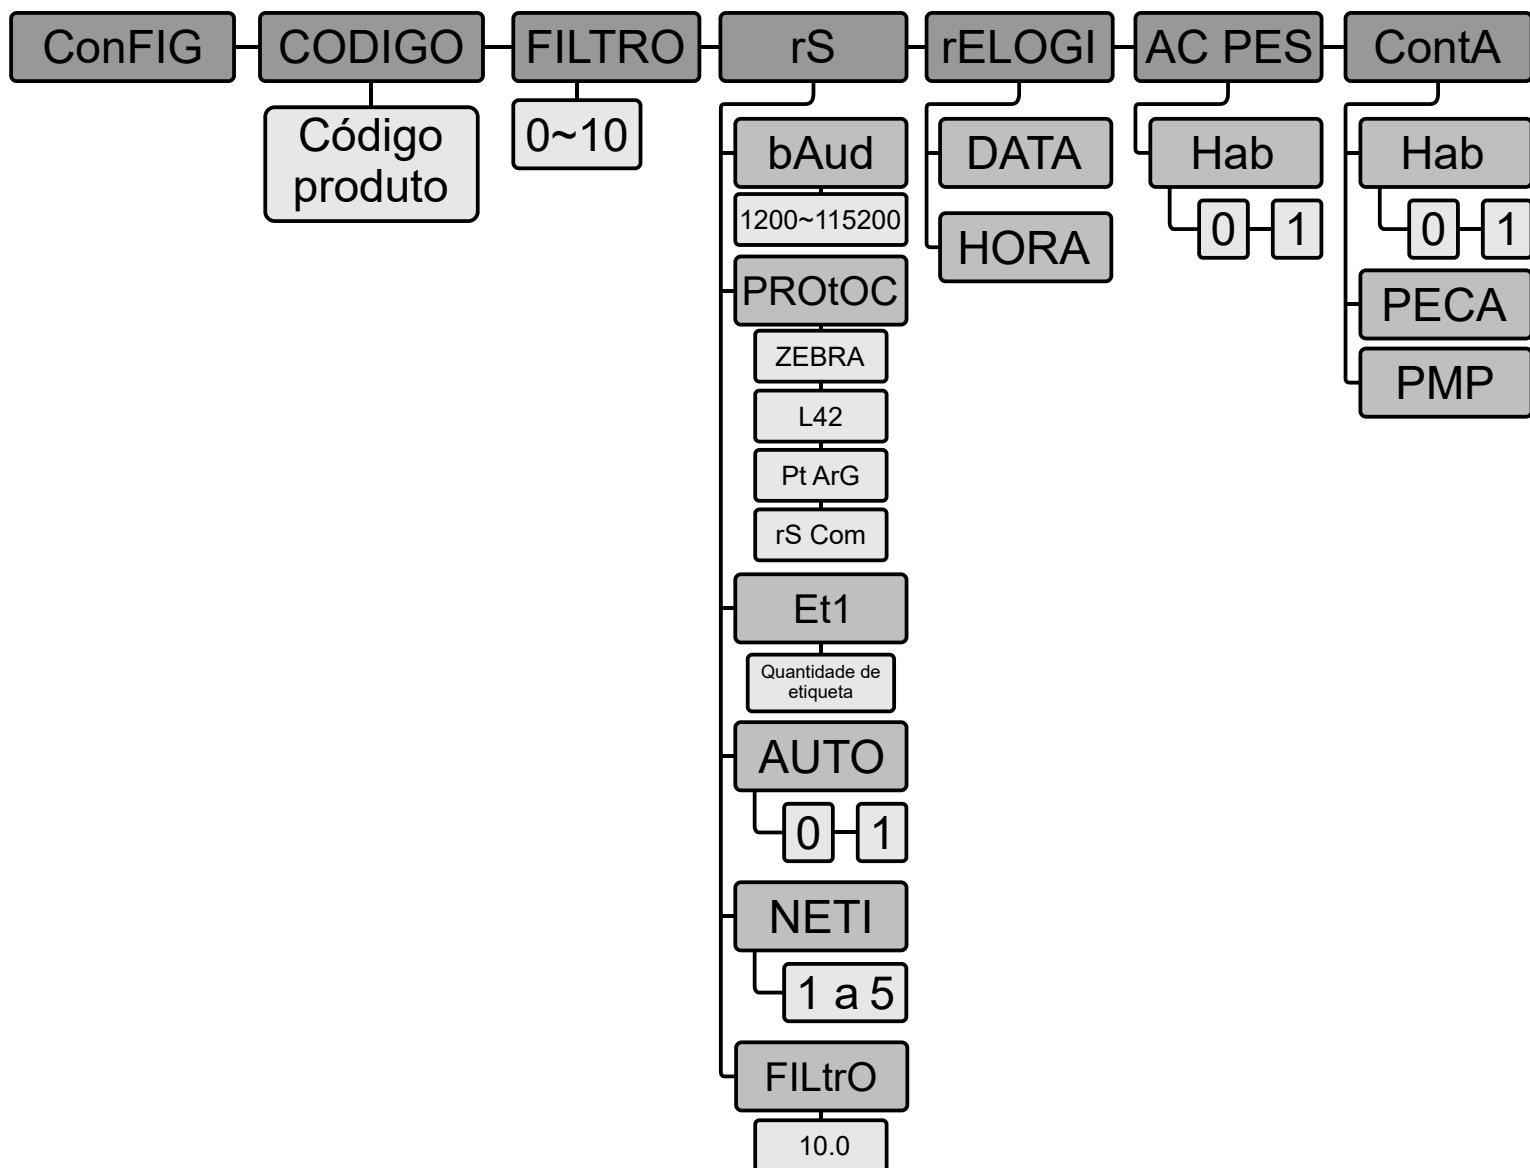 ConFIG
CODIGO
FILTRO
rS
rELOGI
AC PES
ContA
Código
produto
0~10
bAud
1200~115200
PROtOC
ZEBRA
L42
Pt ArG
rS Com
Et1
Quantidade de
etiqueta
AUTO
0
1
NETI
1 a 5
FILtrO
10.0
DATA
HORA
Hab
0
1
Hab
0
1
PECA
PMP